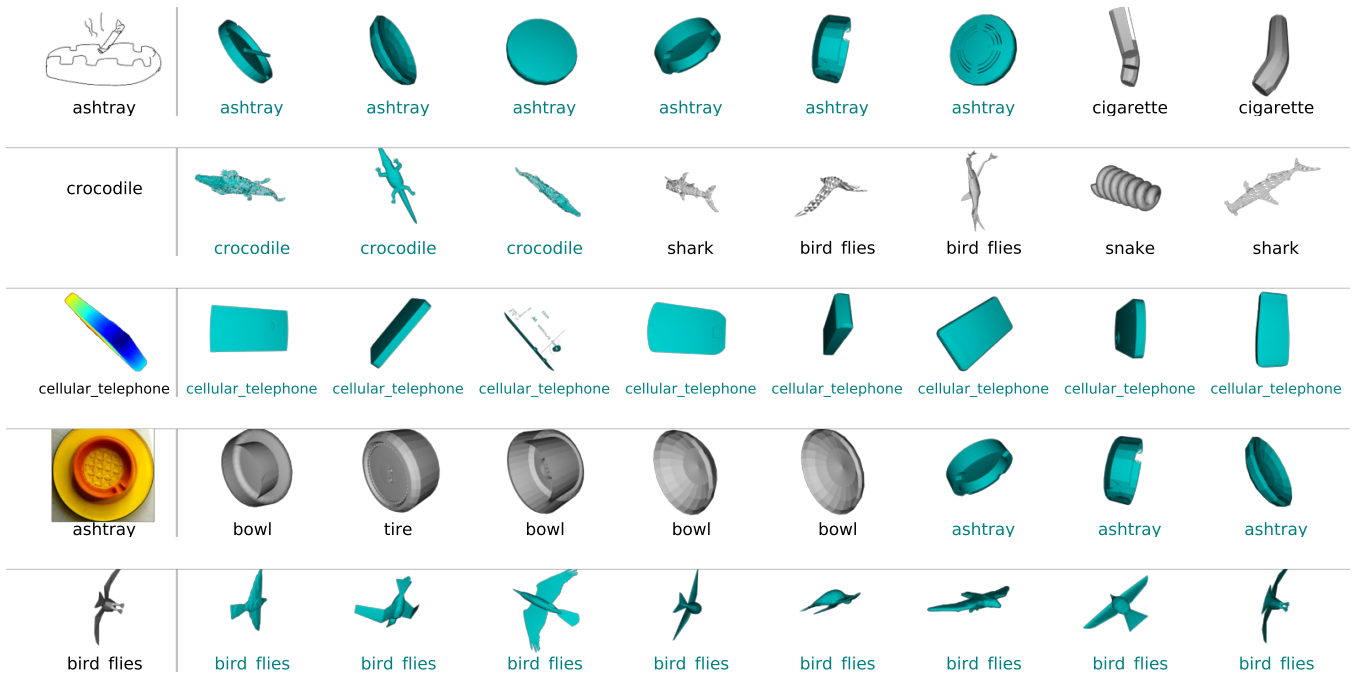 ashtray ashtray ashtray ashtray ashtray ashtray ashtray cigarette cigarette
crocodile crocodile crocodile crocodile shark bird flies bird flies snake shark
cellular_telephone cellular_telephone cellular_telephone cellular_telephone cellular_telephone cellular_telephone cellular_telephone cellular_telephone cellular_telephone
ashtray bowl tire bowl bowl bowl ashtray ashtray ashtray
bird flies bird flies bird flies bird flies bird flies bird flies bird flies bird flies bird flies